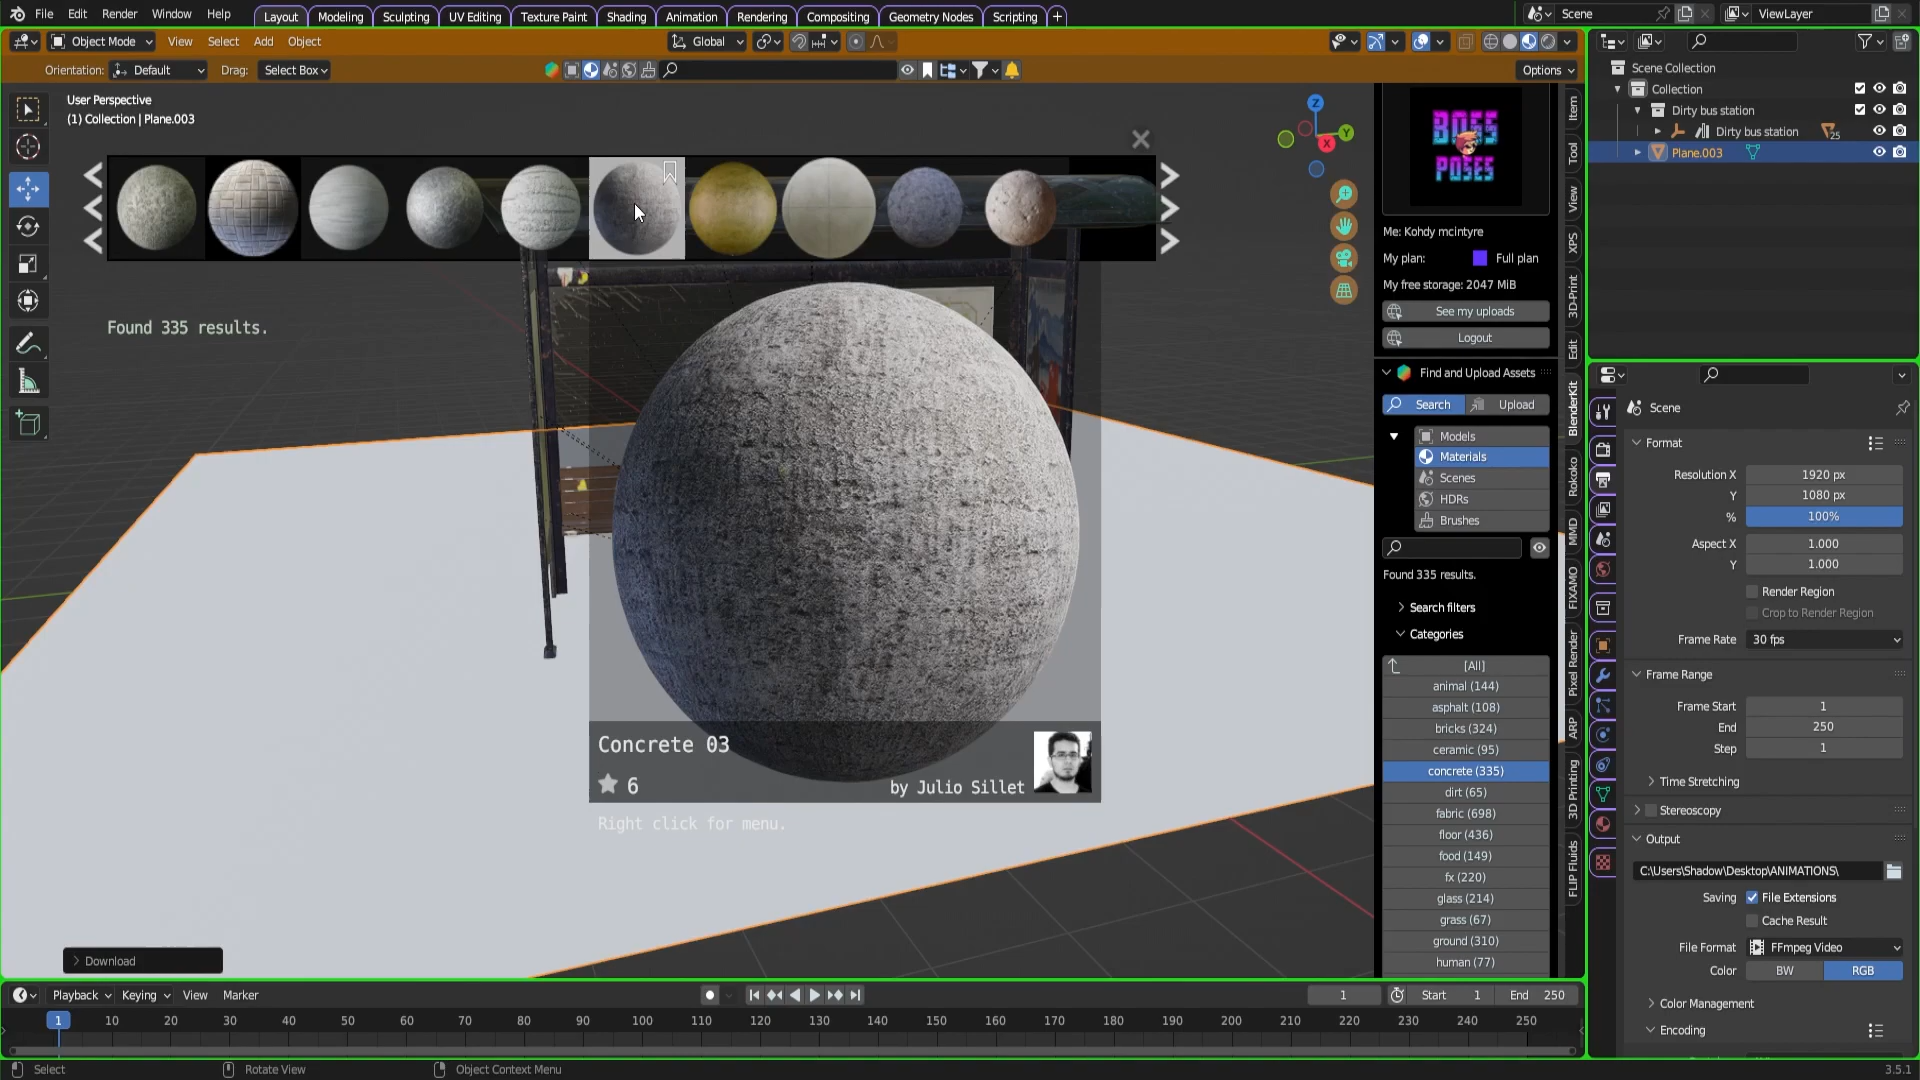 File Edit Render Window Help
Layout Modeling Sculpting UV Editing Texture Paint Shading Animation Rendering Compositing Geometry Nodes Scripting +
Scene ViewLayer
Object Mode View Select Add Object
Global
Orientation: Default Drag: Select Box
Options
User Perspective
(1) Collection | Plane.003
Z
Y
X
Found 335 results.
Concrete 03
6
by Julio Sillet
Right click for menu.
Download
BOSS
POSES
Me: Kohdy mcintyre
My plan: Full plan
My free storage: 2047 MiB
See my uploads
Logout
Find and Upload Assets
Search Upload
Models
Materials
Scenes
HDRs
Brushes
Found 335 results.
Search filters
Categories
[All]
animal (144)
asphalt (108)
bricks (324)
ceramic (95)
concrete (335)
dirt (65)
fabric (698)
floor (436)
food (149)
fx (220)
glass (214)
grass (67)
ground (310)
human (77)
Item
Tool
View
XPS
3D-Print
Edit
BlenderKit
Rokoko
MMD
FIXAMO
Pixel Render
ARP
3D Printing
FLIP Fluids
Scene Collection
Collection
Dirty bus station
Dirty bus station 25
Plane.003
Scene
Format
Resolution X 1920 px
Y 1080 px
% 100%
Aspect X 1.000
Y 1.000
Render Region
Crop to Render Region
Frame Rate 30 fps
Frame Range
Frame Start 1
End 250
Step 1
Time Stretching
Stereoscopy
Output
C:\Users\Shadow\Desktop\ANIMATIONS\
Saving File Extensions
Cache Result
File Format FFmpeg Video
Color BW RGB
Color Management
Encoding
Playback Keying View Marker
1 Start 1 End 250
1 10 20 30 40 50 60 70 80 90 100 110 120 130 140 150 160 170 180 190 200 210 220 230 240 250
Select Rotate View Object Context Menu
3.5.1